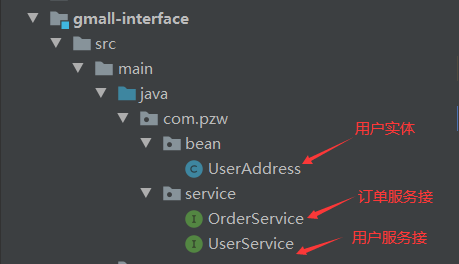 gmall-interface
src
main
java
com.pzw
bean
用户实体
C UserAddress
service
订单服务接
I OrderService
用户服务接
I UserService